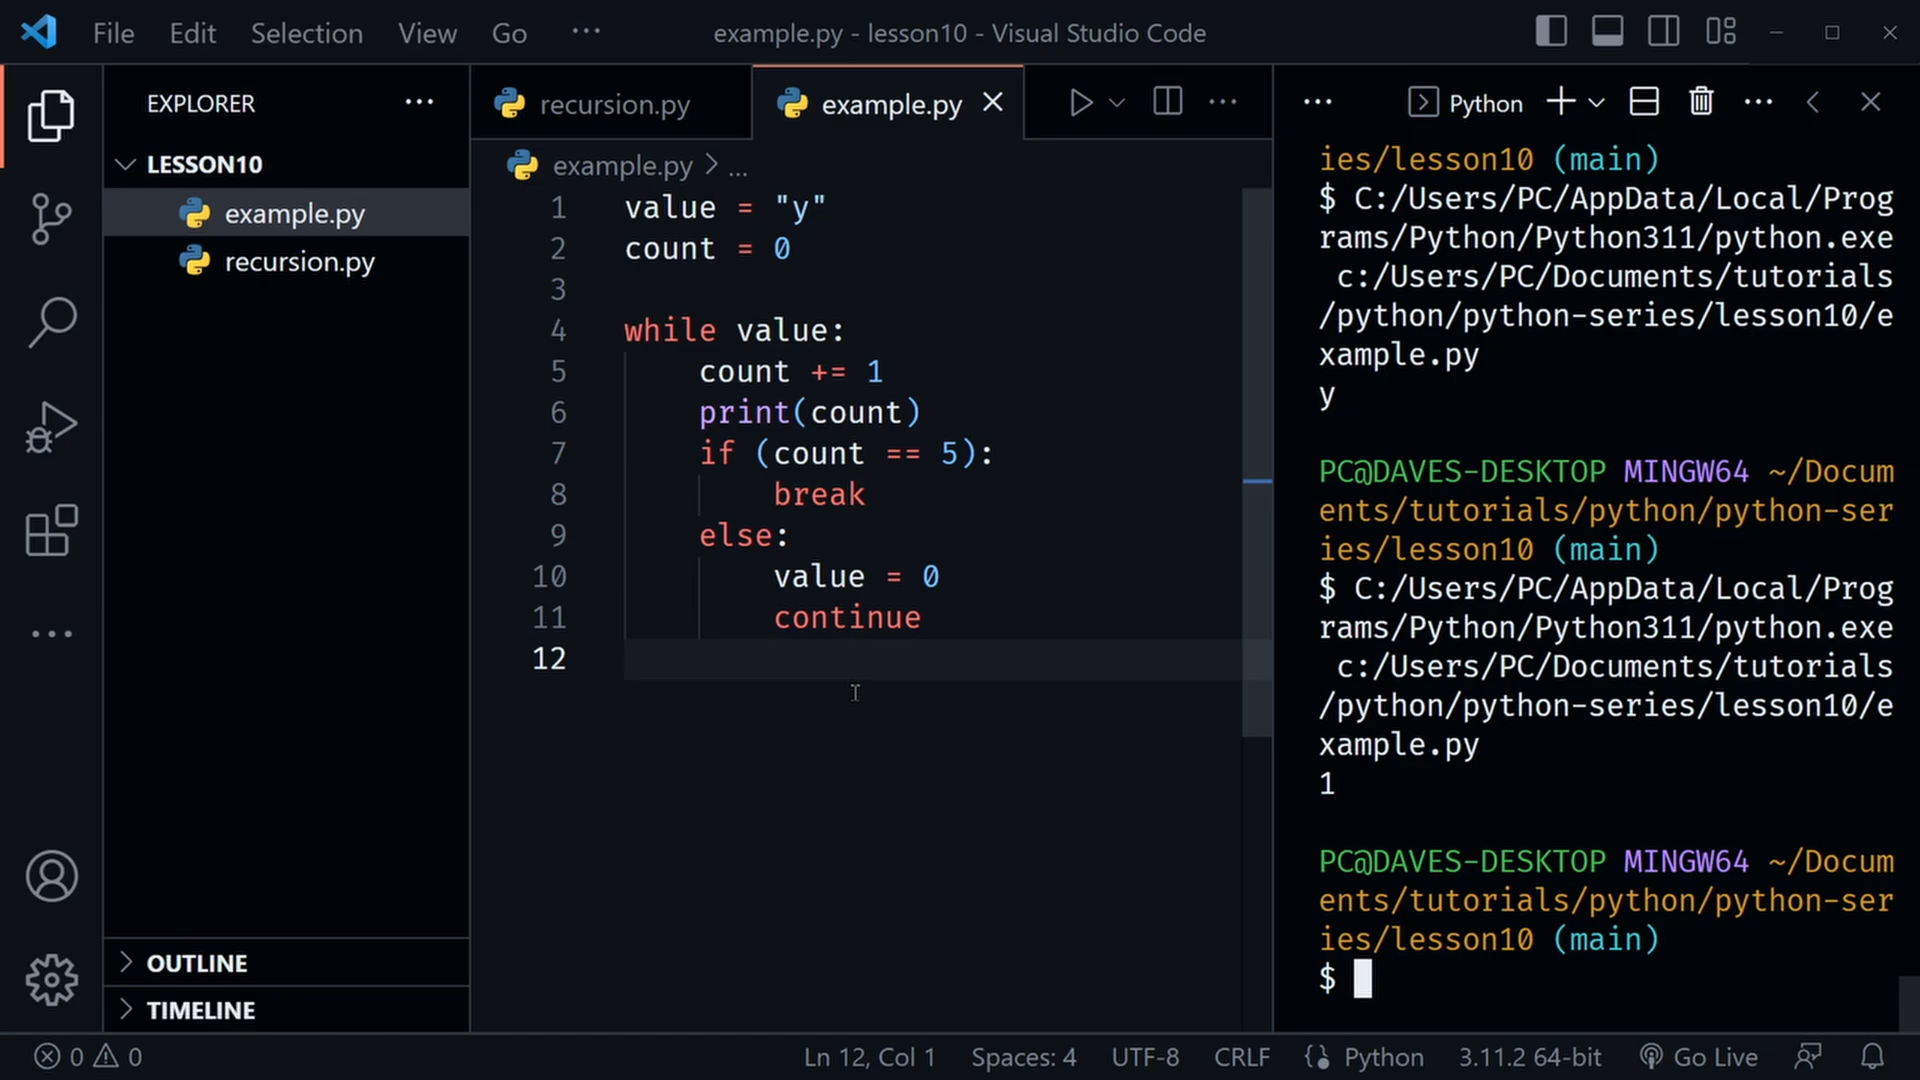 File Edit Selection View Go ··· example.py - lesson10 - Visual Studio Code
EXPLORER ···
LESSON10
example.py
recursion.py
OUTLINE
TIMELINE
recursion.py example.py
example.py > ...
1 value = "y"
2 count = 0
3
4 while value:
5 count += 1
6 print(count)
7 if (count == 5):
8 break
9 else:
10 value = 0
11 continue
12
Python
ies/lesson10 (main)
$ C:/Users/PC/AppData/Local/Prog
rams/Python/Python311/python.exe
c:/Users/PC/Documents/tutorials
/python/python-series/lesson10/e
xample.py
y
PC@DAVES-DESKTOP MINGW64 ~/Docum
ents/tutorials/python/python-ser
ies/lesson10 (main)
$ C:/Users/PC/AppData/Local/Prog
rams/Python/Python311/python.exe
c:/Users/PC/Documents/tutorials
/python/python-series/lesson10/e
xample.py
1
PC@DAVES-DESKTOP MINGW64 ~/Docum
ents/tutorials/python/python-ser
ies/lesson10 (main)
$
0 0 Ln 12, Col 1 Spaces: 4 UTF-8 CRLF Python 3.11.2 64-bit Go Live